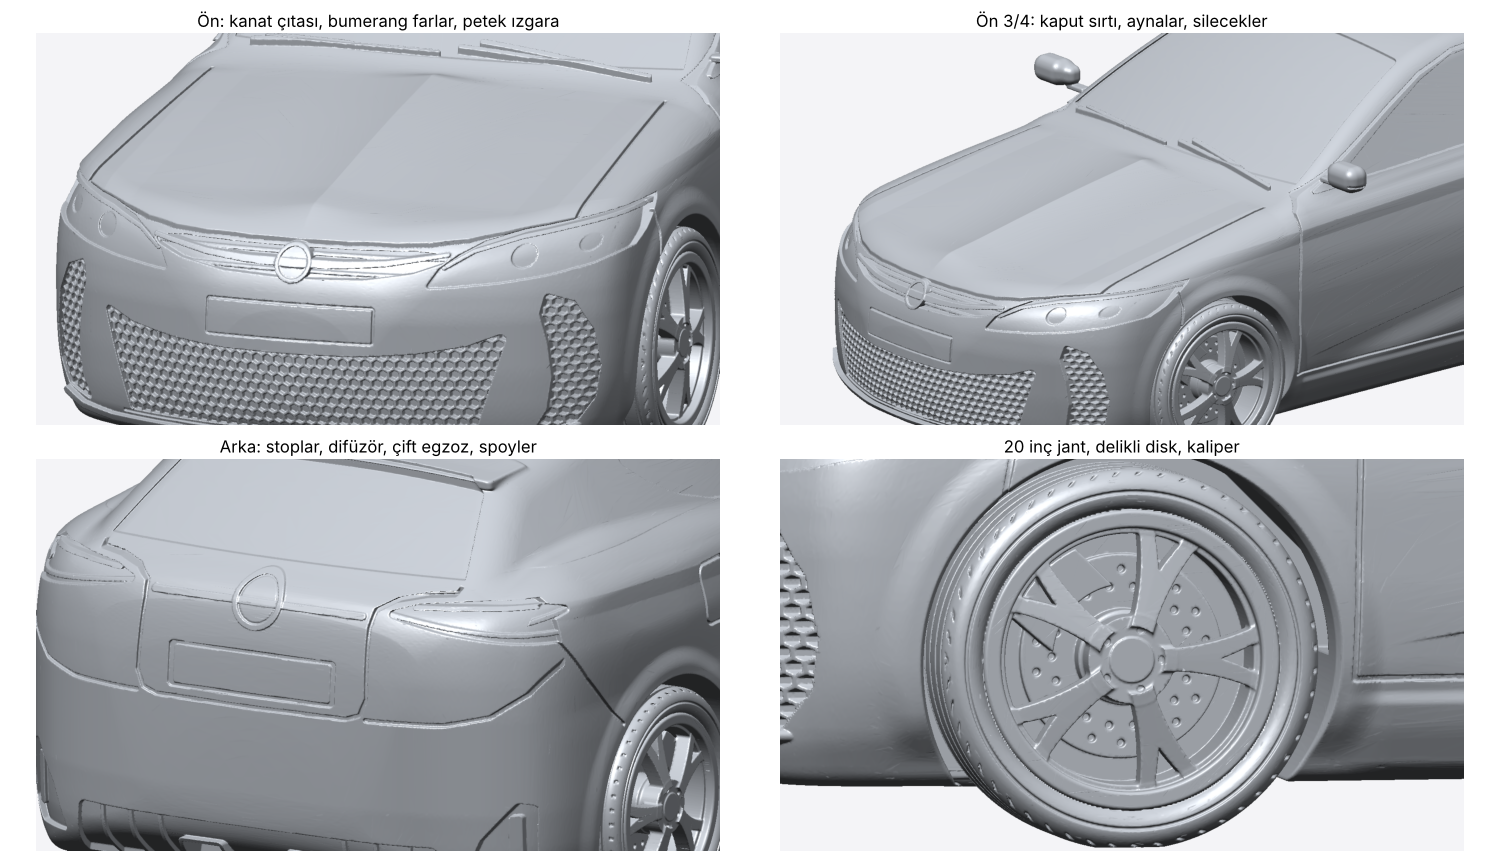 Ön: kanat çıtası, bumerang farlar, petek ızgara
Ön 3/4: kaput sırtı, aynalar, silecekler
Arka: stoplar, difüzör, çift egzoz, spoyler
20 inç jant, delikli disk, kaliper